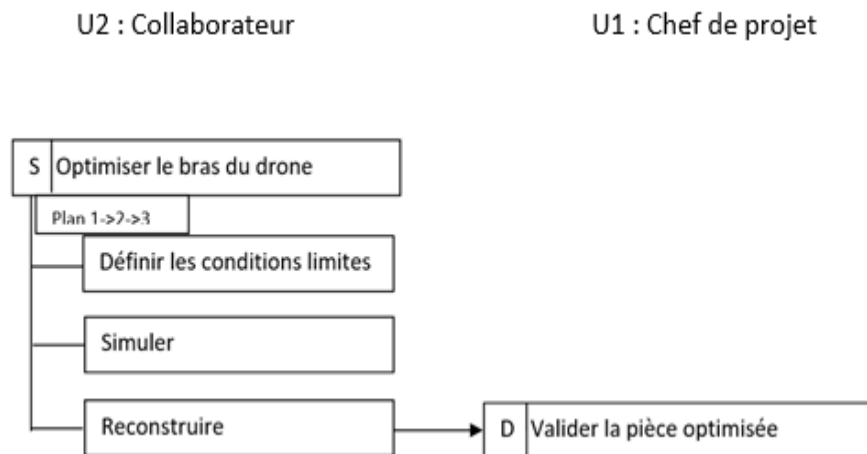 U2 : Collaborateur
U1 : Chef de projet
S Optimiser le bras du drone
Plan 1->2->3
Définir les conditions limites
Simuler
Reconstruire
D Valider la pièce optimisée